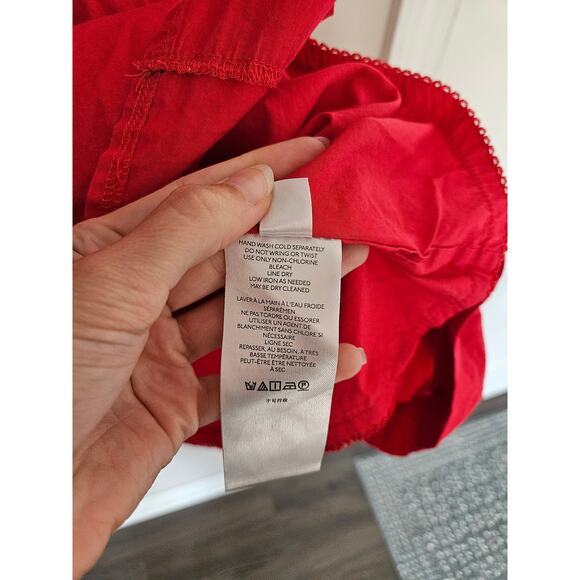 HAND WASH COLD SEPARATELY
DO NOT WRING OR TWIST
USE ONLY NON-CHLORINE
BLEACH
LINE DRY
LOW IRON AS NEEDED
MAY BE DRY CLEANED
LAVER À LA MAIN À L'EAU FROIDE
SÉPARÉMEN
NE PAS TORDRE OU ESSORER
UTILISER UN AGENT DE
BLANCHIMENT SANS CHLORE SI
NÉCESSAIRE
LIGNE SEC
REPASSER, AU BESOIN, À TRÈS
BASSE TEMPÉRATURE
PEUT-ÊTRE ÊTRE NETTOYÉE
À SEC